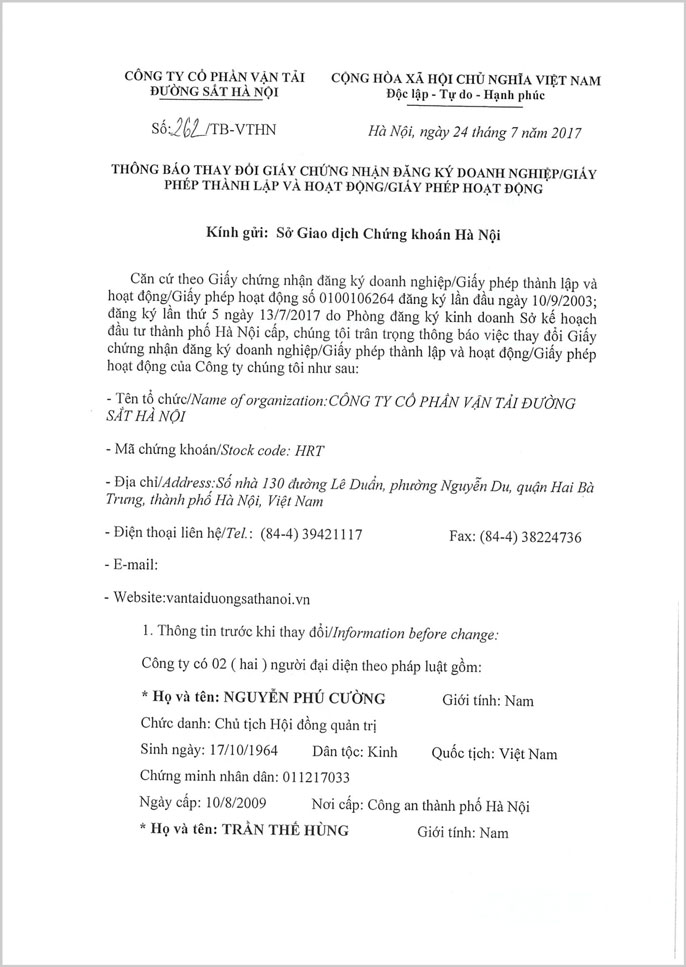 CÔNG TY CỔ PHẦN VẬN TẢI
ĐƯỜNG SẮT HÀ NỘI
CỘNG HÒA XÃ HỘI CHỦ NGHĨA VIỆT NAM
Độc lập - Tự do - Hạnh phúc
Số: 262/TB-VTHN
Hà Nội, ngày 24 tháng 7 năm 2017
THÔNG BÁO THAY ĐỔI GIẤY CHỨNG NHẬN ĐĂNG KÝ DOANH NGHIỆP/GIẤY
PHÉP THÀNH LẬP VÀ HOẠT ĐỘNG/GIẤY PHÉP HOẠT ĐỘNG
Kính gửi: Sở Giao dịch Chứng khoán Hà Nội
Căn cứ theo Giấy chứng nhận đăng ký doanh nghiệp/Giấy phép thành lập và
hoạt động/Giấy phép hoạt động số 0100106264 đăng ký lần đầu ngày 10/9/2003;
đăng ký lần thứ 5 ngày 13/7/2017 do Phòng đăng ký kinh doanh Sở kế hoạch
đầu tư thành phố Hà Nội cấp, chúng tôi trân trọng thông báo việc thay đổi Giấy
chứng nhận đăng ký doanh nghiệp/Giấy phép thành lập và hoạt động/Giấy phép
hoạt động của Công ty chúng tôi như sau:
- Tên tổ chức/Name of organization:CÔNG TY CỔ PHẦN VẬN TẢI ĐƯỜNG
SẮT HÀ NỘI
- Mã chứng khoán/Stock code: HRT
- Địa chỉ/Address:Số nhà 130 đường Lê Duẩn, phường Nguyễn Du, quận Hai Bà
Trưng, thành phố Hà Nội, Việt Nam
- Điện thoại liên hệ/Tel.: (84-4) 39421117 Fax: (84-4) 38224736
- E-mail:
- Website:vantaiduongsathanoi.vn
1. Thông tin trước khi thay đổi/Information before change:
Công ty có 02 ( hai ) người đại diện theo pháp luật gồm:
* Họ và tên: NGUYỄN PHÚ CƯỜNG Giới tính: Nam
Chức danh: Chủ tịch Hội đồng quản trị
Sinh ngày: 17/10/1964 Dân tộc: Kinh Quốc tịch: Việt Nam
Chứng minh nhân dân: 011217033
Ngày cấp: 10/8/2009 Nơi cấp: Công an thành phố Hà Nội
* Họ và tên: TRẦN THẾ HÙNG Giới tính: Nam